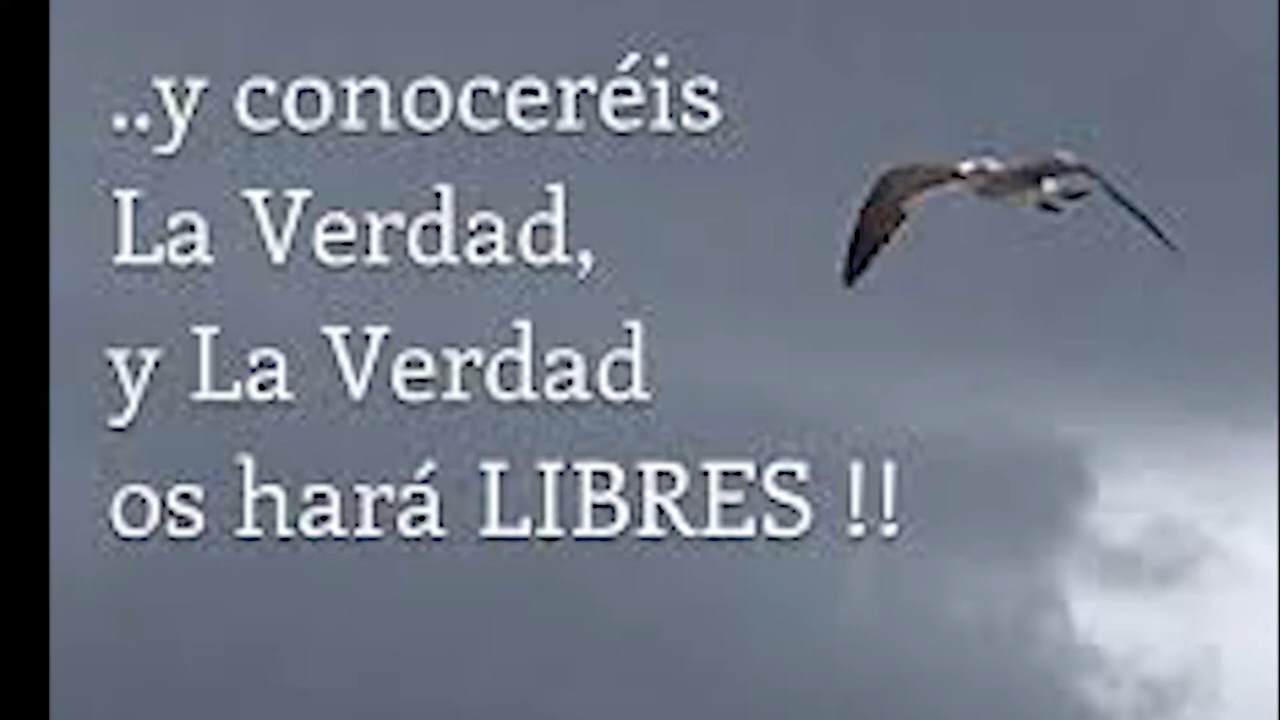 ..y conoceréis
La Verdad,
y La Verdad
os hará LIBRES !!